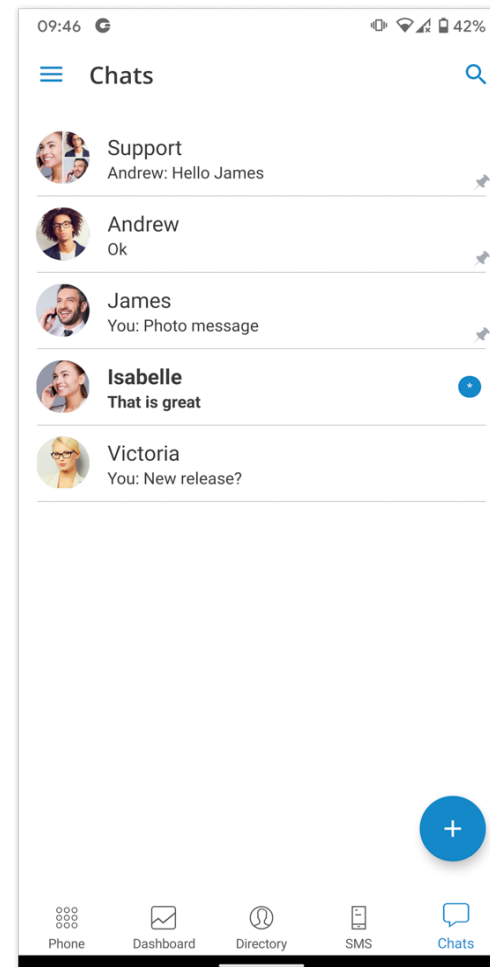 09:46 G 42%
Chats
Support
Andrew: Hello James
Andrew
Ok
James
You: Photo message
Isabelle
*
That is great
Victoria
You: New release?
+
Phone Dashboard Directory SMS Chats